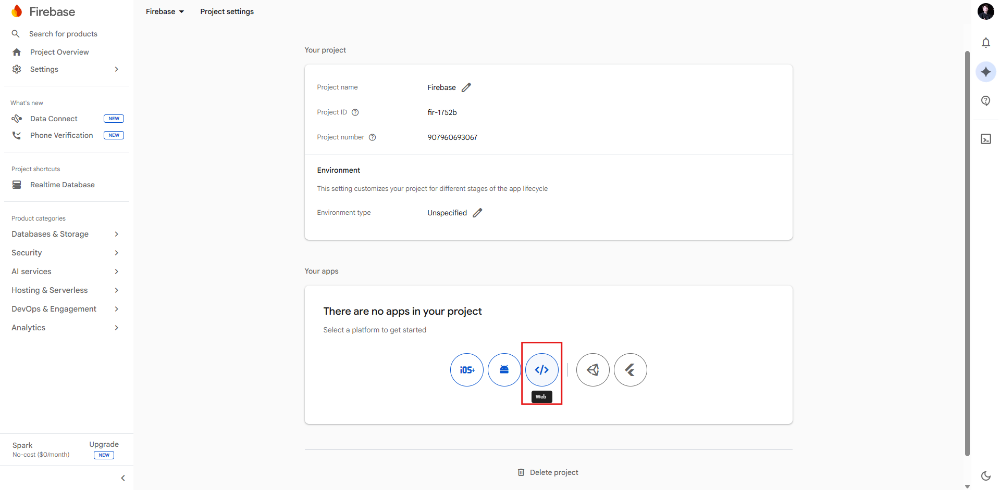 Firebase
Search for products
Project Overview
Settings
What's new
Data Connect NEW
Phone Verification NEW
Project shortcuts
Realtime Database
Product categories
Databases & Storage
Security
AI services
Hosting & Serverless
DevOps & Engagement
Analytics
Spark
No-cost ($0/month)
Upgrade
NEW
Firebase Project settings
Your project
Project name Firebase
Project ID fir-1752b
Project number 907960693067
Environment
This setting customizes your project for different stages of the app lifecycle
Environment type Unspecified
Your apps
There are no apps in your project
Select a platform to get started
iOS+ </>
Web
Delete project